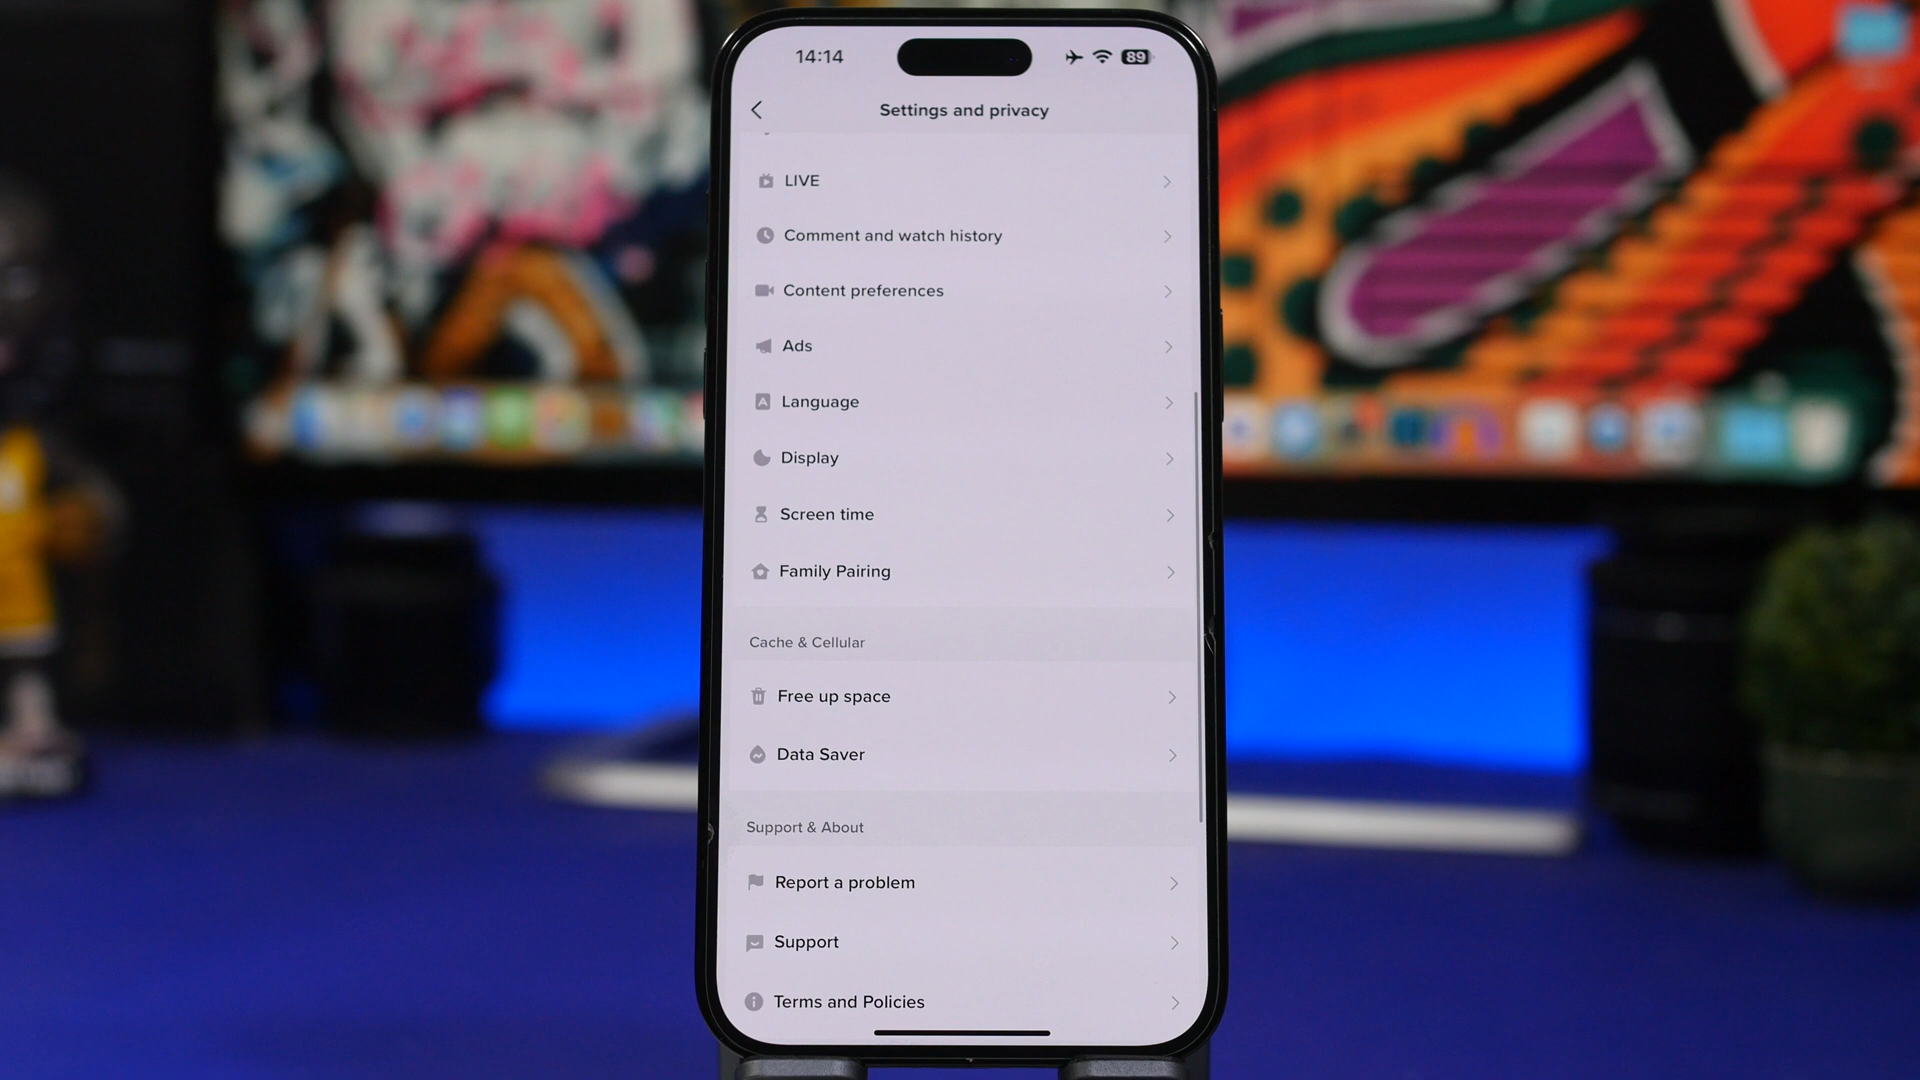 14:14
89
Settings and privacy
LIVE
Comment and watch history
Content preferences
Ads
Language
Display
Screen time
Family Pairing
Cache & Cellular
Free up space
Data Saver
Support & About
Report a problem
Support
Terms and Policies